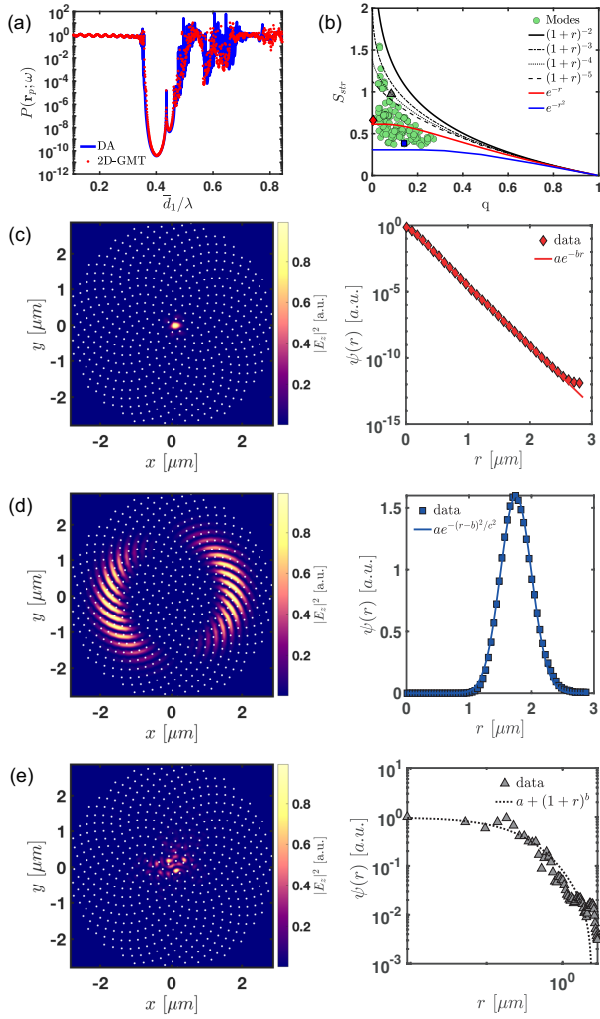 (a)
10^2
10^0
10^{-2}
10^{-4}
10^{-6}
10^{-8}
10^{-10}
10^{-12}
P(r_p; ω)
DA
2D-GMT
0.2 0.4 0.6 0.8
d̅_1/λ
(b)
2
1.5
1
0.5
0
S_{str}
Modes
(1+r)^{-2}
(1+r)^{-3}
(1+r)^{-4}
(1+r)^{-5}
e^{-r}
e^{-r^2}
0 0.2 0.4 0.6 0.8 1
q
(c)
2
1
0
-1
-2
y [μm]
-2 0 2
x [μm]
0.8
0.6
0.4
0.2
|E_z|^2 [a.u.]
10^0
10^{-5}
10^{-10}
10^{-15}
ψ(r) [a.u.]
data
ae^{-br}
0 1 2 3
r [μm]
(d)
2
1
0
-1
-2
y [μm]
-2 0 2
x [μm]
0.8
0.6
0.4
0.2
|E_z|^2 [a.u.]
1.5
1
0.5
0
ψ(r) [a.u.]
data
ae^{-(r-b)^2/c^2}
0 1 2 3
r [μm]
(e)
2
1
0
-1
-2
y [μm]
-2 0 2
x [μm]
0.8
0.6
0.4
0.2
|E_z|^2 [a.u.]
10^1
10^0
10^{-1}
10^{-2}
10^{-3}
ψ(r) [a.u.]
data
a + (1+r)^b
10^0
r [μm]